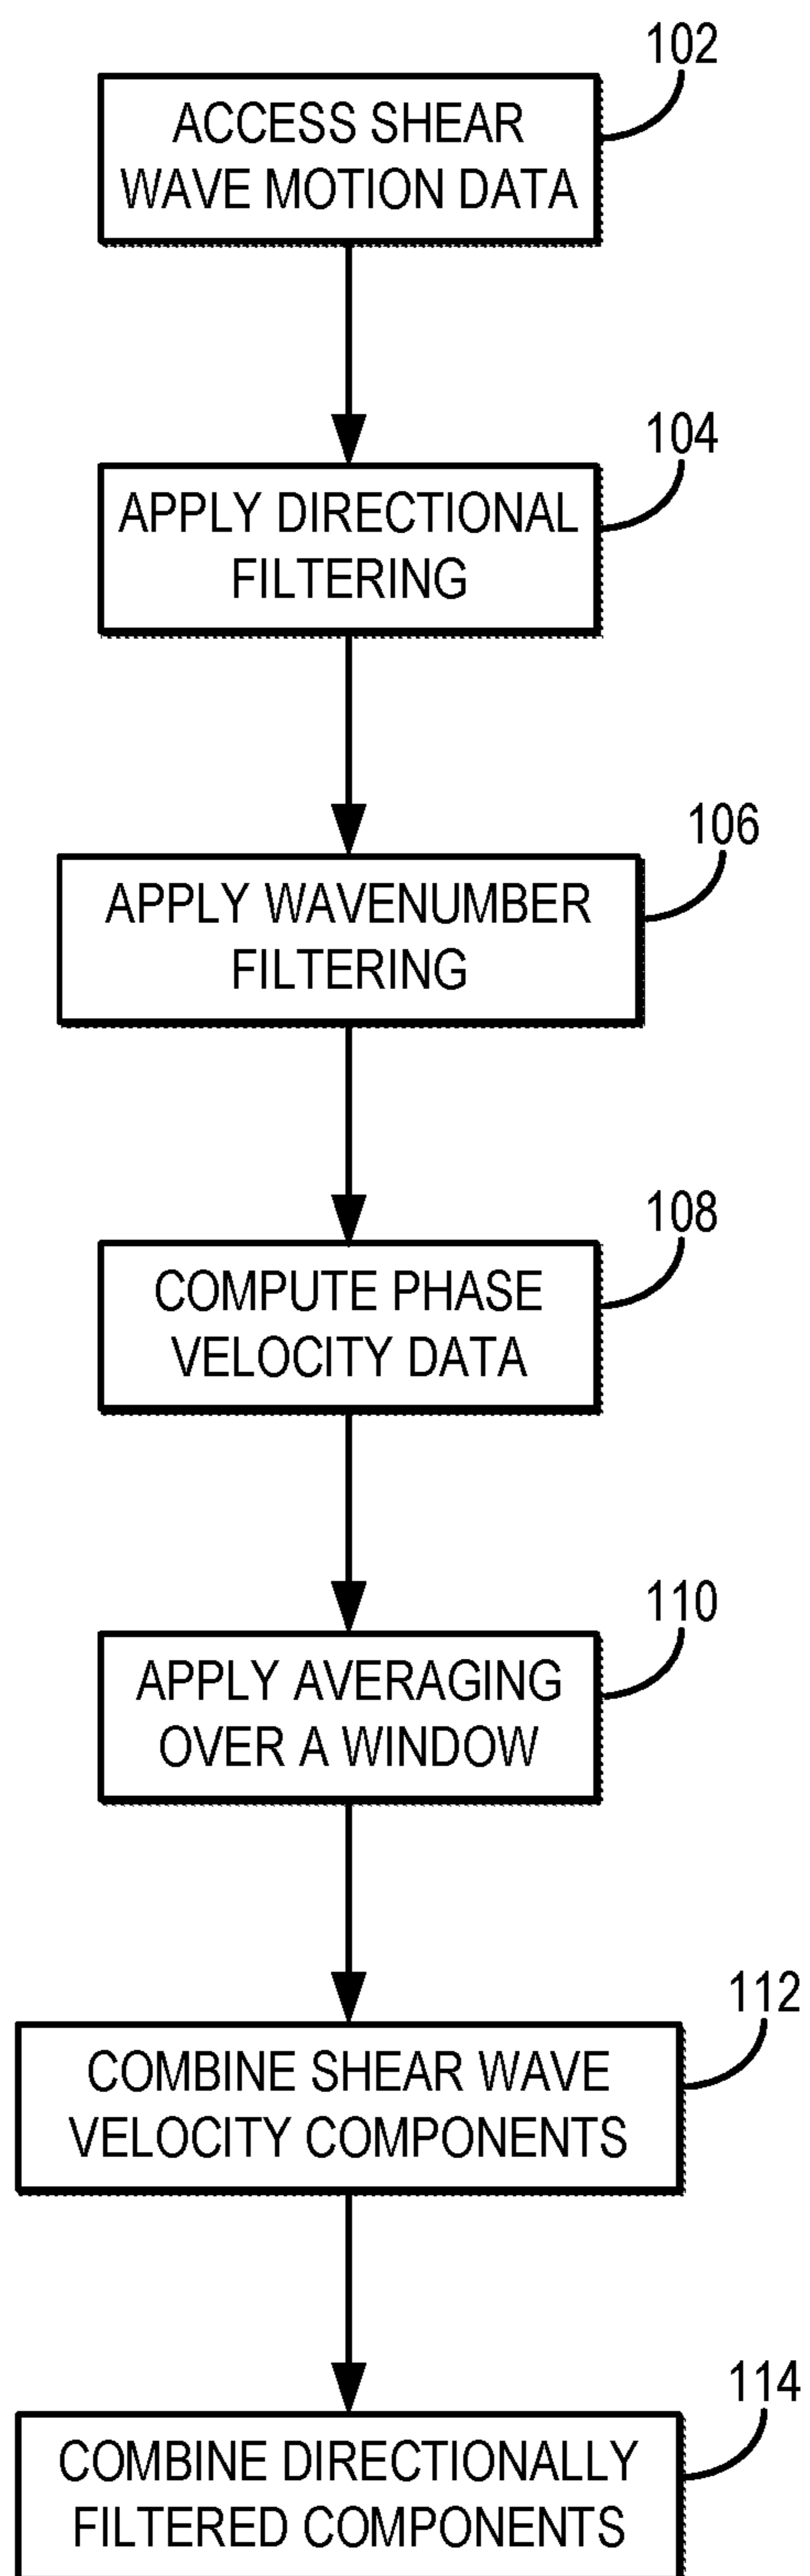 102
ACCESS SHEAR
WAVE MOTION DATA
104
APPLY DIRECTIONAL
FILTERING
106
APPLY WAVENUMBER
FILTERING
108
COMPUTE PHASE
VELOCITY DATA
110
APPLY AVERAGING
OVER A WINDOW
112
COMBINE SHEAR WAVE
VELOCITY COMPONENTS
114
COMBINE DIRECTIONALLY
FILTERED COMPONENTS